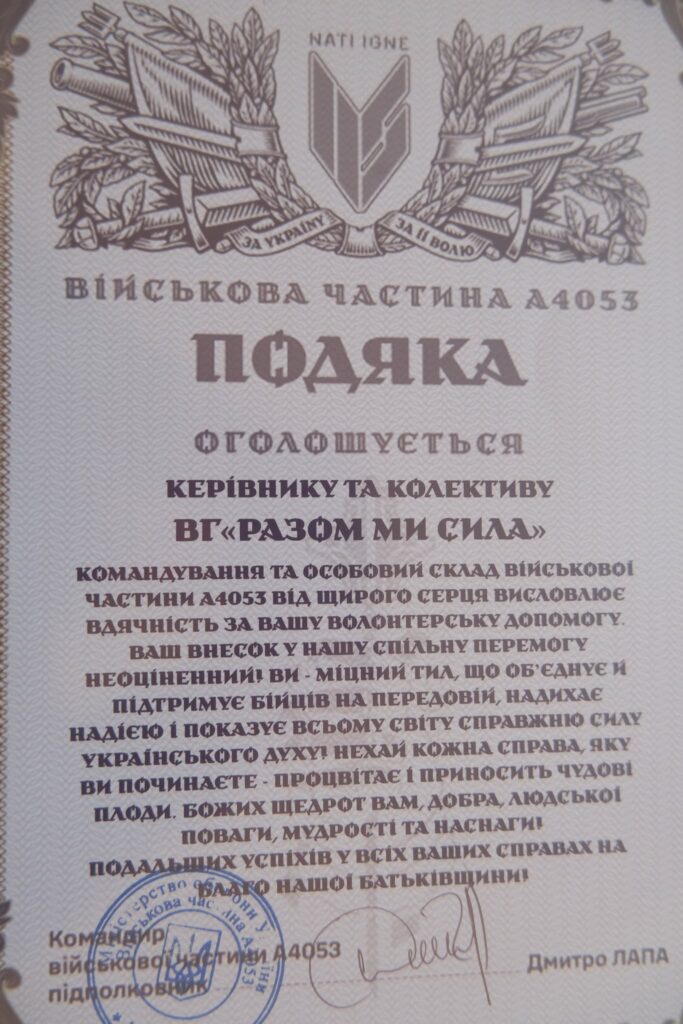 NATI IGNE
ЗА УКРАЇНУ
ЗА ЇЇ ВОЛЮ
ВІЙСЬКОВА ЧАСТИНА А4053
ПОДЯКА
ОГОЛОШУЄТЬСЯ
КЕРІВНИКУ ТА КОЛЕКТИВУ
ВГ«РАЗОМ МИ СИЛА»
КОМАНДУВАННЯ ТА ОСОБОВИЙ СКЛАД ВІЙСЬКОВОЇ
ЧАСТИНИ А4053 ВІД ЩИРОГО СЕРЦЯ ВИСЛОВЛЮЄ
ВДЯЧНІСТЬ ЗА ВАШУ ВОЛОНТЕРСЬКУ ДОПОМОГУ.
ВАШ ВНЕСОК У НАШУ СПІЛЬНУ ПЕРЕМОГУ
НЕОЦІНЕННИЙ! ВИ - МІЦНИЙ ТИЛ, ЩО ОБ'ЄДНУЄ Й
ПІДТРИМУЄ БІЙЦІВ НА ПЕРЕДОВІЙ, НАДИХАЄ
НАДІЄЮ І ПОКАЗУЄ ВСЬОМУ СВІТУ СПРАВЖНЮ СИЛУ
УКРАЇНСЬКОГО ДУХУ! НЕХАЙ КОЖНА СПРАВА, ЯКУ
ВИ ПОЧИНАЄТЕ - ПРОЦВІТАЄ І ПРИНОСИТЬ ЧУДОВІ
ПЛОДИ. БОЖИХ ЩЕДРОТ ВАМ, ДОБРА, ЛЮДСЬКОЇ
ПОВАГИ, МУДРОСТІ ТА НАСНАГИ!
ПОДАЛЬШИХ УСПІХІВ У ВСІХ ВАШИХ СПРАВАХ НА
БЛАГО НАШОЇ БАТЬКІВЩИНИ!
Командир
військової частини А4053
підполковник
Дмитро ЛАПА
Міністерство оборони
Військова частина А4053